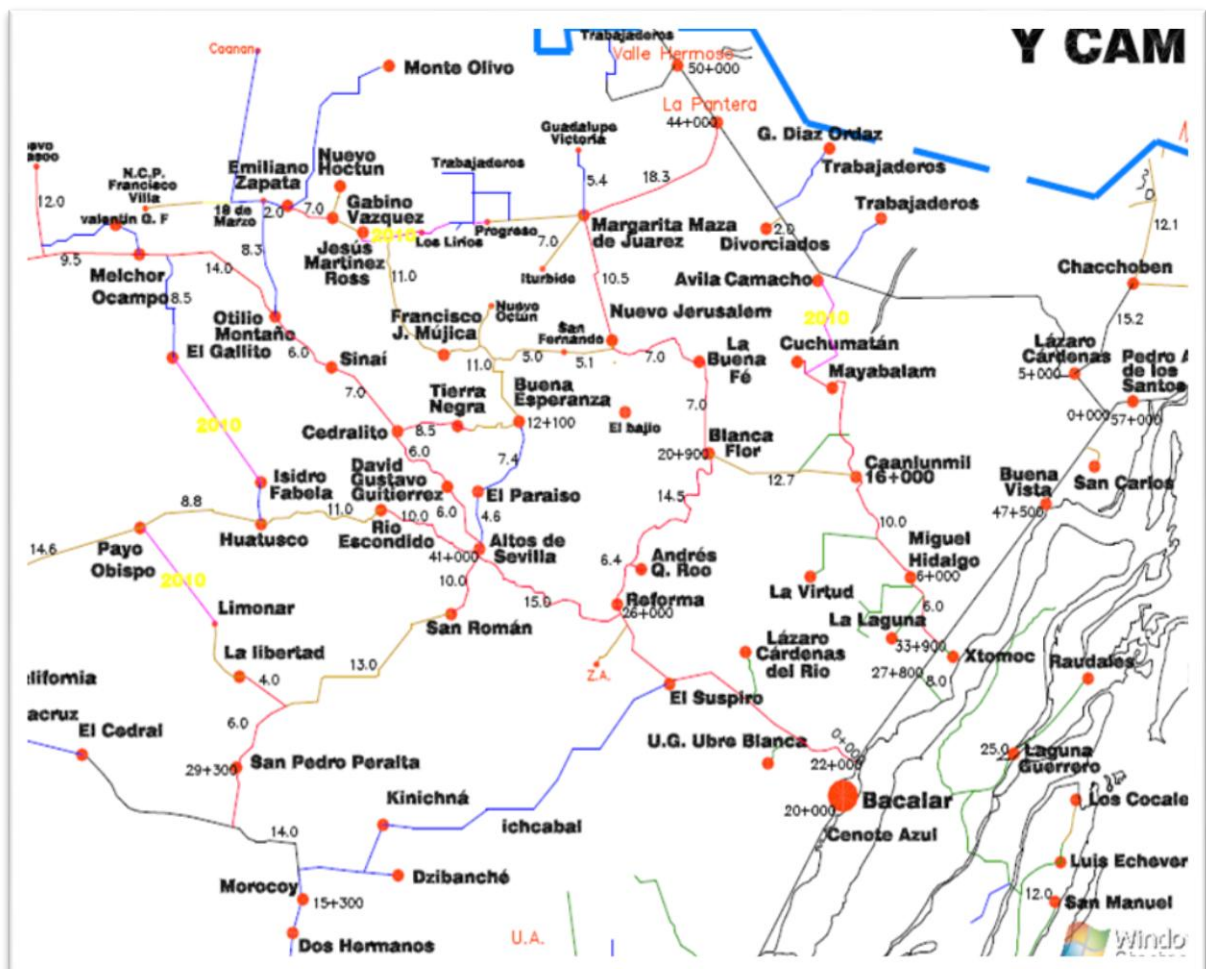 Y CAM
Trabajaderos
Valle Hermoso
50+000
Caanan
Monte Olivo
La Pantera
44+000
G. Diaz Ordaz
Trabajaderos
Guadalupe
Victoria
Nuevo
Hoctun
Emiliano
Zapata
Trabajaderos
N.C.P.
Francisco
Villa
5.4
18.3
12.0
18 de
Marzo
2.0
7.0
Gabino
Vazquez
Trabajaderos
valentin G. F
2010
Los Lirios
Progreso
Margarita Maza
de Juarez
2.0
Divorciados
12.1
7.0
Jesús
Martinez
Ross
8.3
9.5
14.0
Melchor
Ocampo
8.5
11.0
Iturbide
10.5
Avila Camacho
Chacchoben
Otilio
Montaño
Francisco
J. Mújica
Nuevo
Octún
San
Fernando
Nuevo Jerusalem
2010
15.2
El Gallito
6.0
Sinaí
11.0
5.0
5.1
7.0
La
Buena
Fé
Cuchumatán
Mayabalam
Lázaro
Cárdenas
5+000
Pedro A
de los
Santos
7.0
Tierra
Negra
Buena
Esperanza
12+100
El bajio
7.0
0+000
57+000
2010
Cedralito
8.5
6.0
Blanca
Flor
20+900
12.7
Caanlunmil
16+000
Buena
Vista
47+500
San Carlos
David
Gustavo
Guitierrez
7.4
El Paraiso
14.5
Isidro
Fabela
8.8
11.0
10.0
6.0
4.6
10.0
Payo
Obispo
Huatusco
Rio
Escondido
Altos de
Sevilla
41+000
Miguel
Hidalgo
6+000
14.6
2010
6.4
Andrés
Q. Roo
La Virtud
10.0
15.0
Reforma
26+000
6.0
Limonar
San Román
La Laguna
33+900
Lázaro
Cárdenas
del Rio
27+800
8.0
Xtomoc
La libertad
4.0
13.0
Z.A.
El Suspiro
Raudales
El Cedral
6.0
U.G. Ubre Blanca
0+00
22+000
25.0
Laguna
Guerrero
29+300
San Pedro Peralta
Kinichná
ichcabal
20+000
Bacalar
Los Cocale
14.0
Cenote Azul
Morocoy
15+300
Dzibanché
Luis Echever
12.0
San Manuel
Dos Hermanos
U.A.
Windo